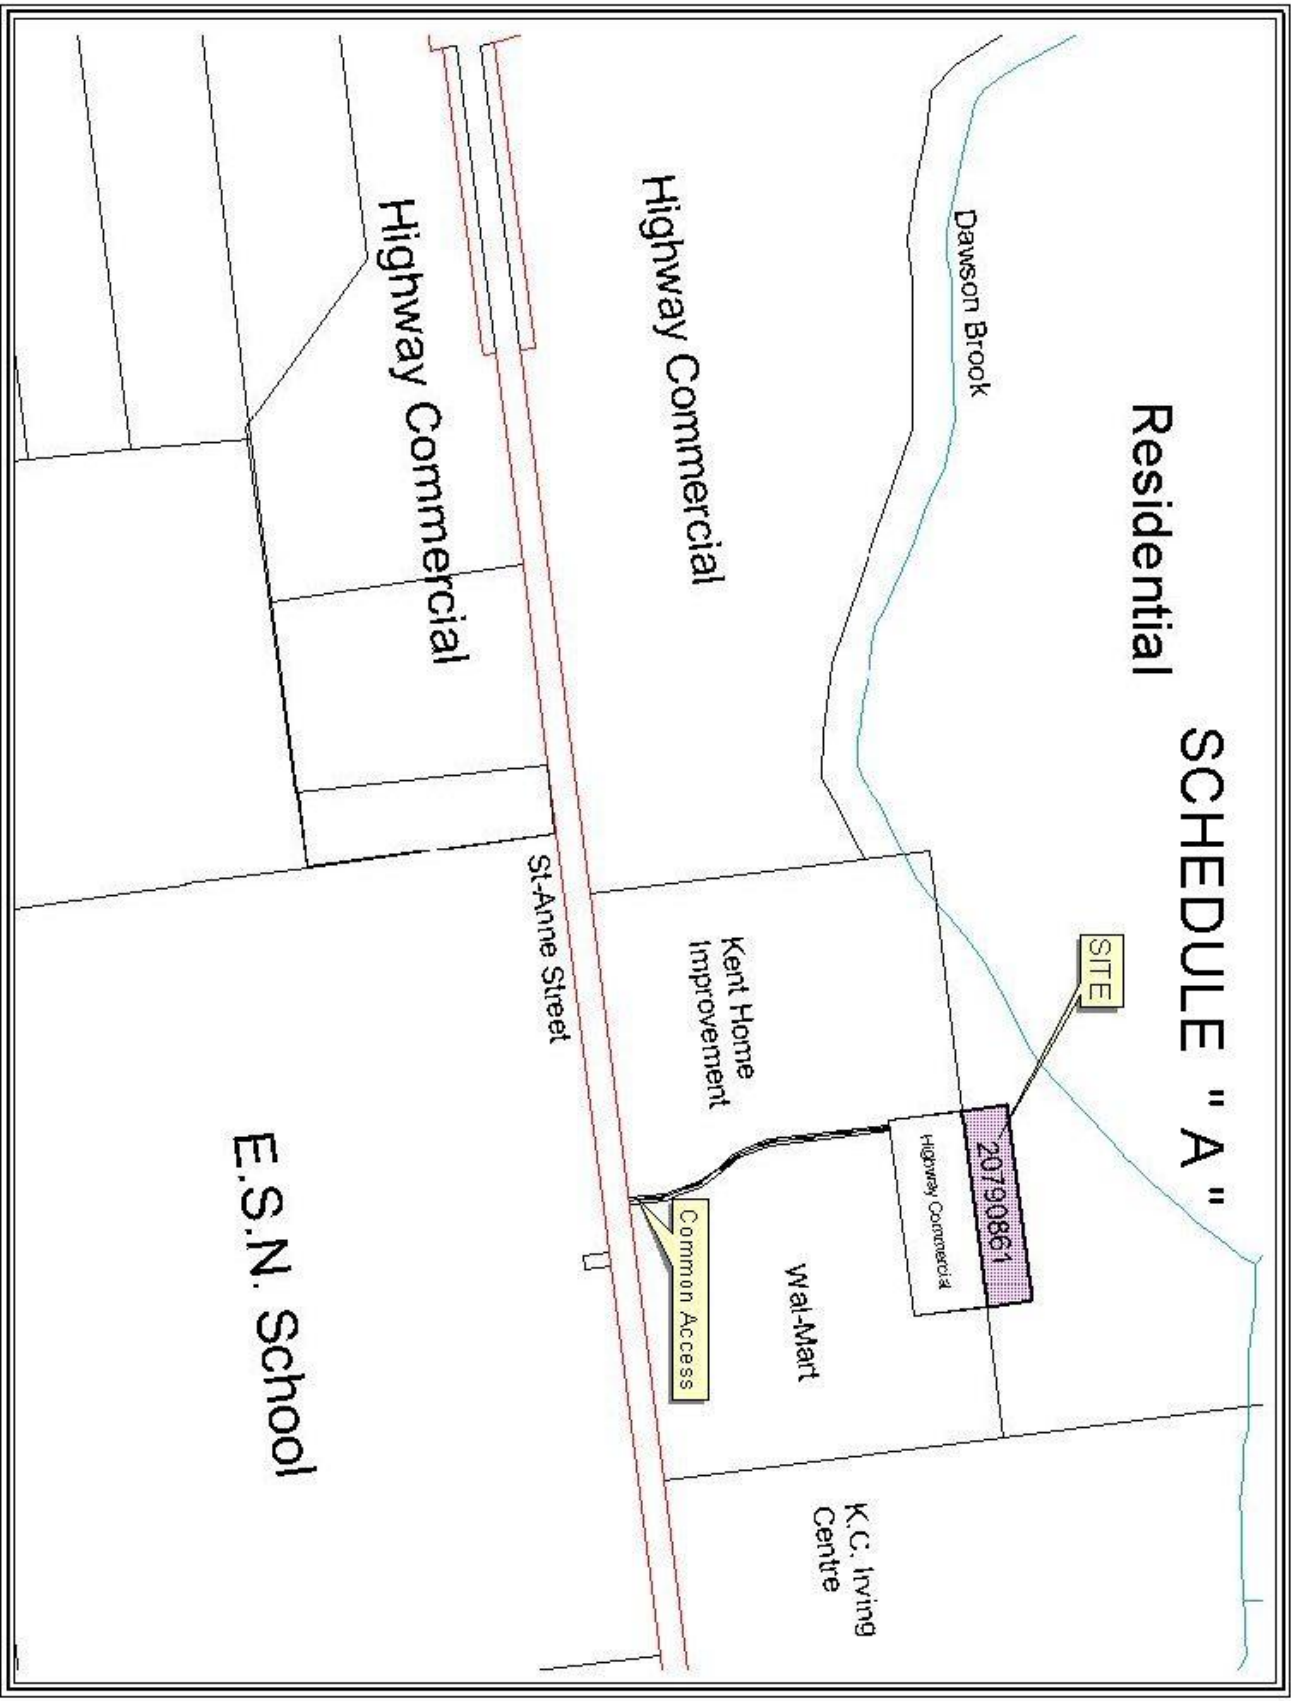 SCHEDULE " A "
Residential
SITE
Dawson Brook
20790861
Highway Commercial
Highway Commercial
Kent Home
Improvement
Wal-Mart
K.C. Irving
Centre
Common Access
St-Anne Street
Highway Commercial
E.S.N. School